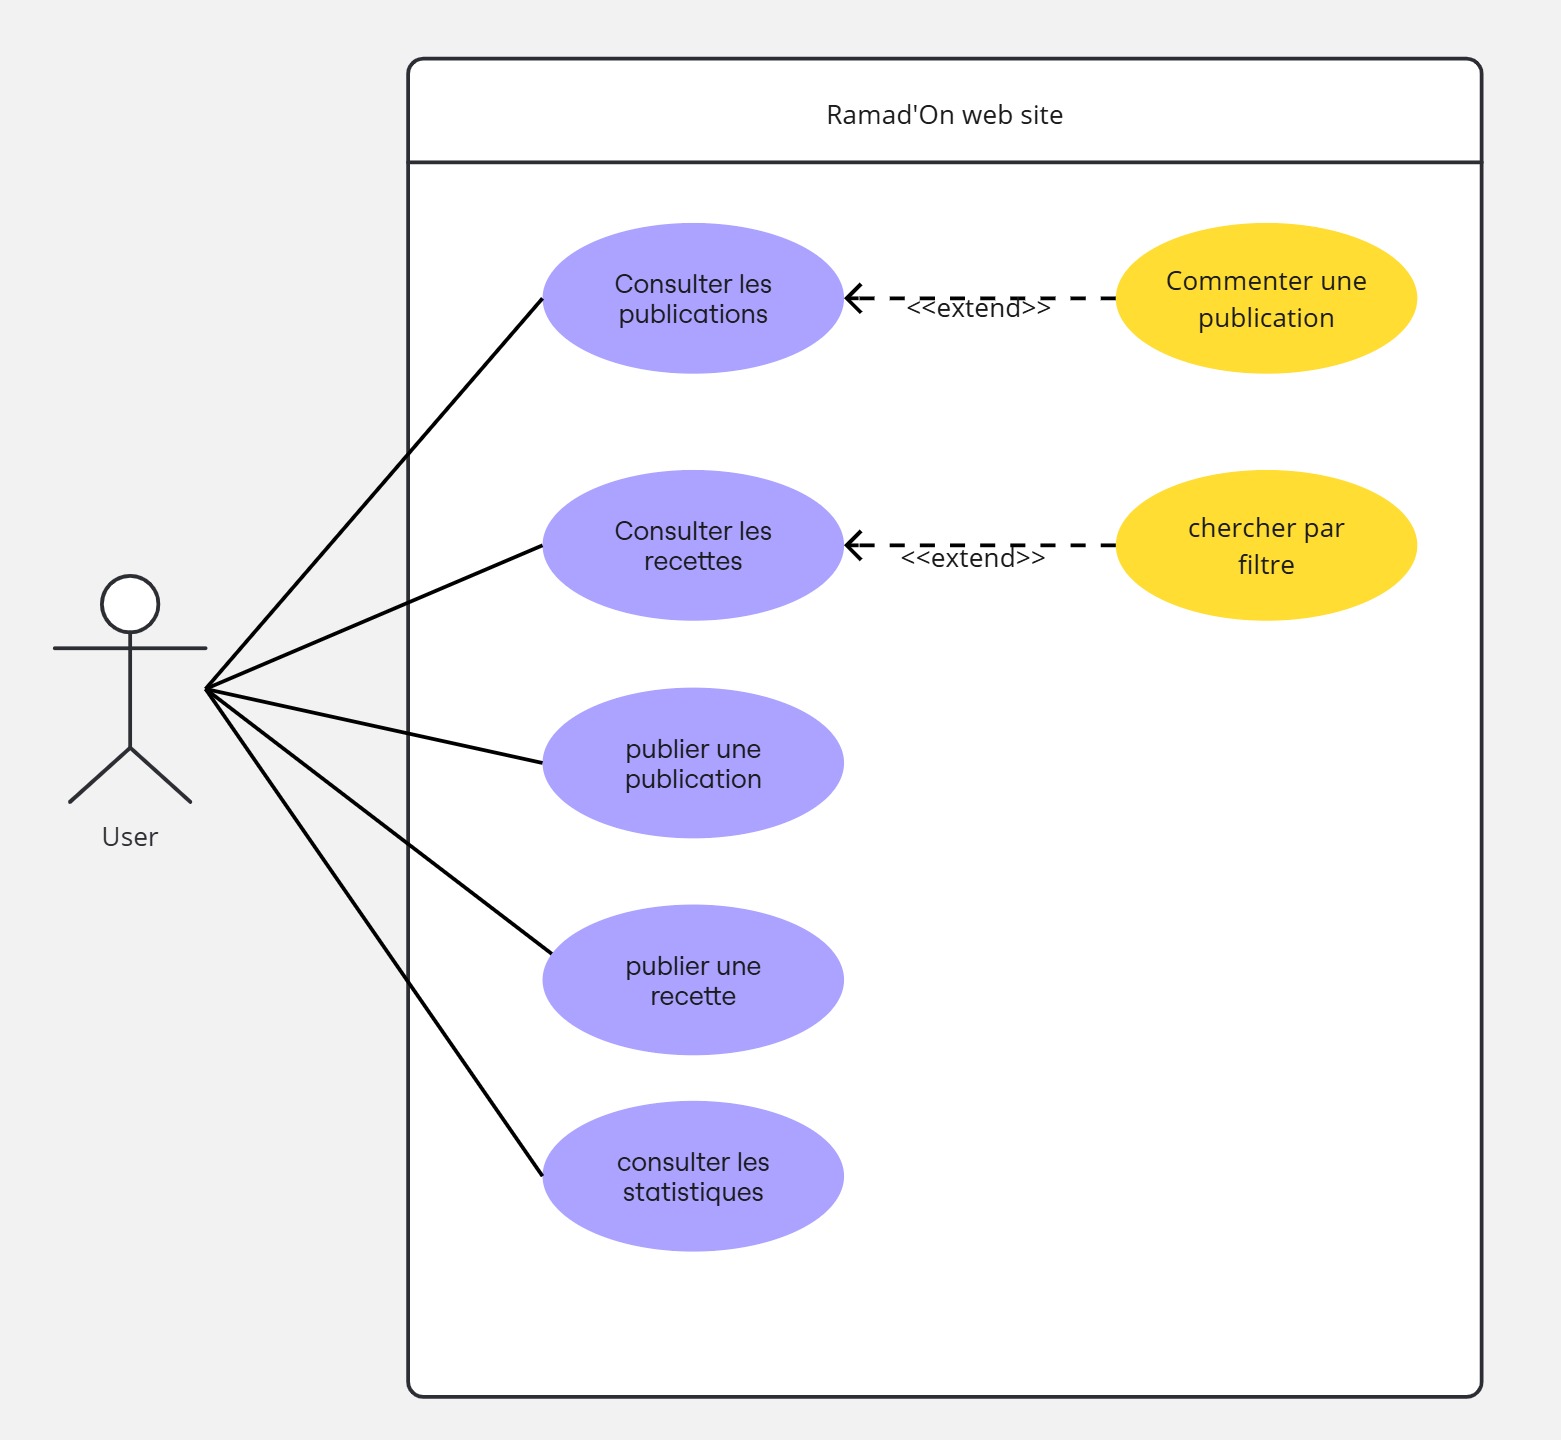 Ramad'On web site
Consulter les
publications
<<extend>>
Commenter une
publication
Consulter les
recettes
<<extend>>
chercher par
filtre
publier une
publication
User
publier une
recette
consulter les
statistiques